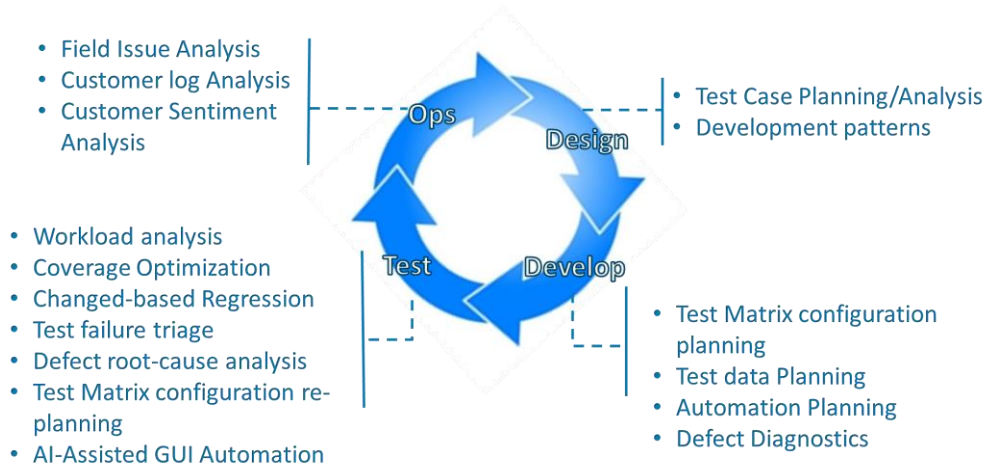 • Field Issue Analysis
• Customer log Analysis
• Customer Sentiment
Analysis
Ops
Design
• Test Case Planning/Analysis
• Development patterns
• Workload analysis
• Coverage Optimization
• Changed-based Regression
• Test failure triage
• Defect root-cause analysis
• Test Matrix configuration re-
planning
• AI-Assisted GUI Automation
Test
Develop
• Test Matrix configuration
planning
• Test data Planning
• Automation Planning
• Defect Diagnostics